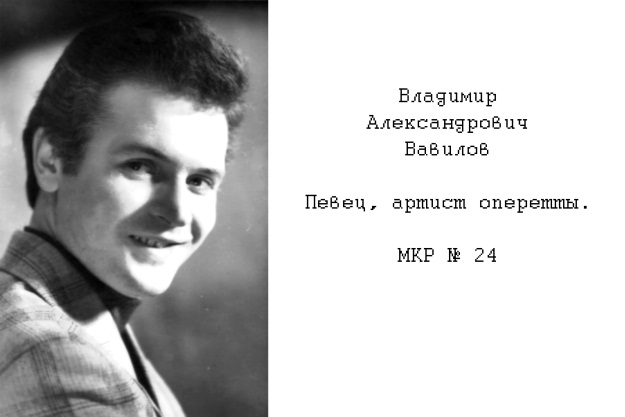 Владимир
Александрович
Вавилов
Певец, артист оперетты.
МКР № 24